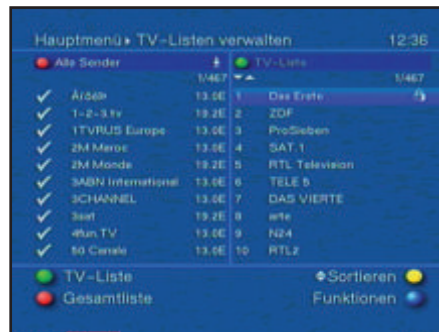 Hauptmenü▸ TV-Listen verwalten 12:36
Alle Sender TV-Liste
1/467 1/467
13.0E 1 Das Erste
1-2-3.tv 19.2E 2 ZDF
1TVRUS Europe 13.0E 3 ProSieben
2M Maroc 13.0E 4 SAT.1
2M Monde 19.2E 5 RTL Television
3ABN International 13.0E 6 TELE 5
3CHANNEL 13.0E 7 DAS VIERTE
3sat 19.2E 8 arte
4fun.TV 13.0E 9 N24
50 Canale 13.0E 10 RTL2
TV-Liste Sortieren
Gesamtliste Funktionen